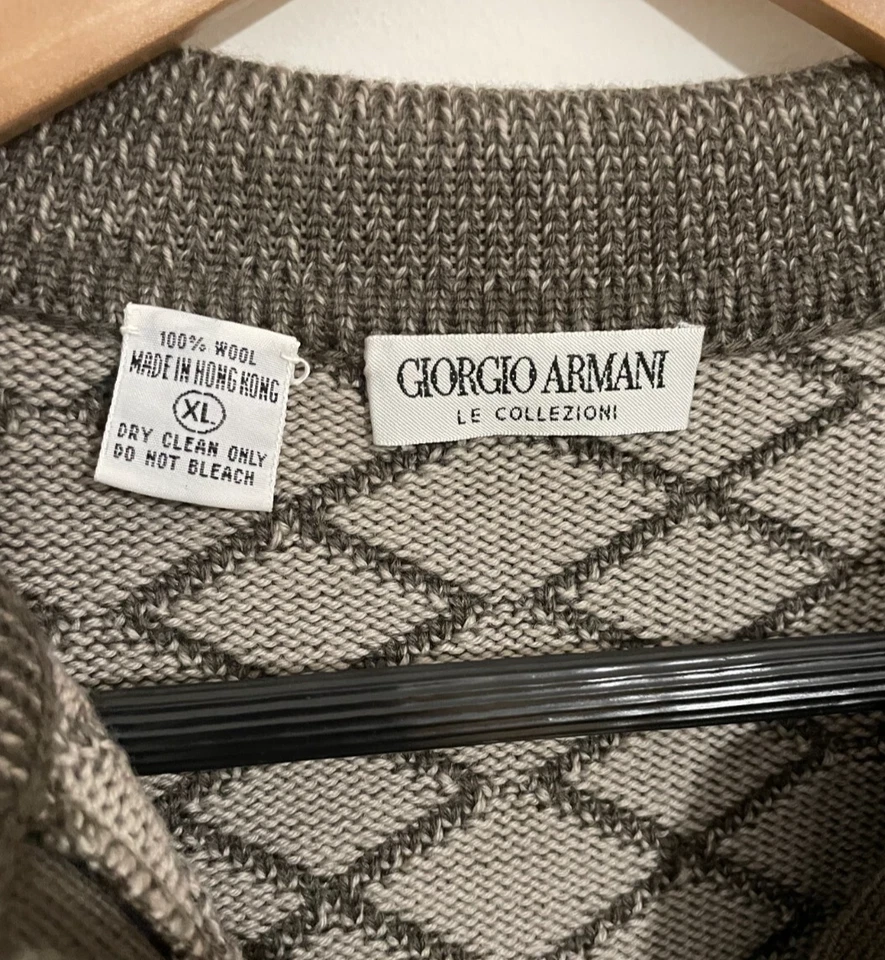 100% WOOL
MADE IN HONG KONG
XL
DRY CLEAN ONLY
DO NOT BLEACH
GIORGIO ARMANI
LE COLLEZIONI